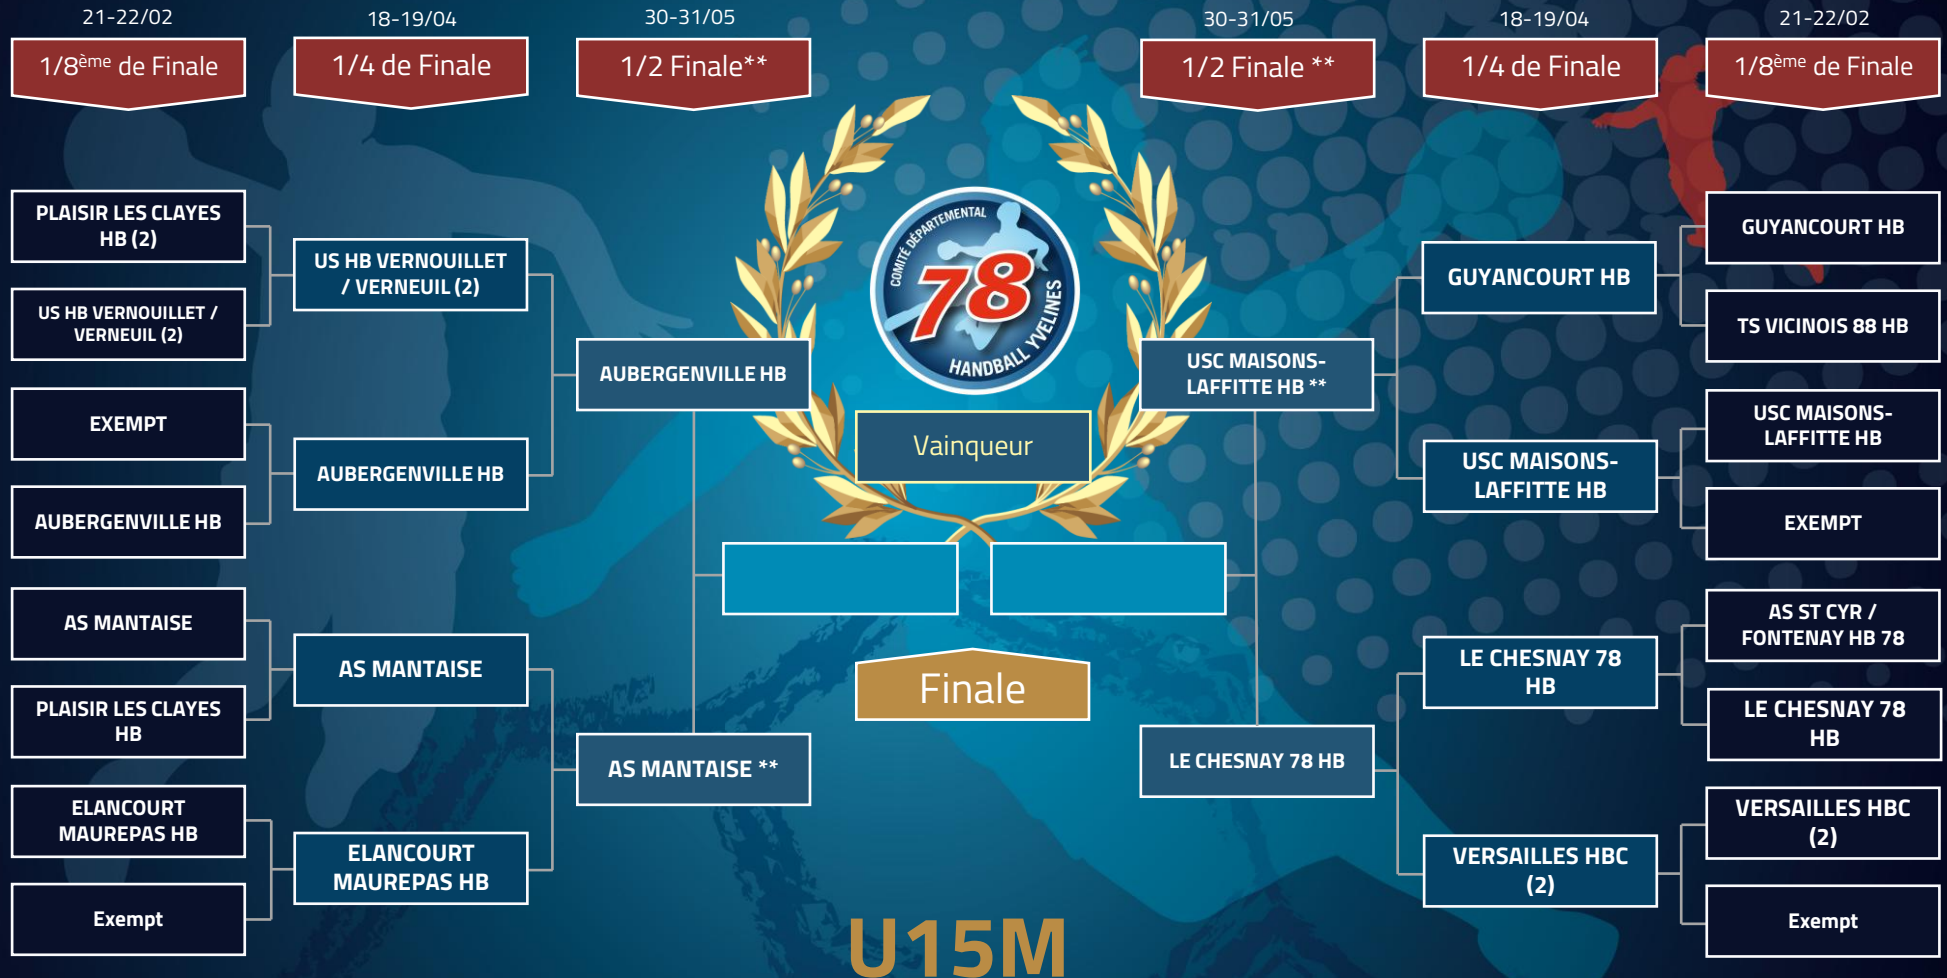 21-22/02
18-19/04
30-31/05
30-31/05
18-19/04
21-22/02
1/8ème de Finale
1/4 de Finale
1/2 Finale**
1/2 Finale **
1/4 de Finale
1/8ème de Finale
PLAISIR LES CLAYES
HB (2)
US HB VERNOUILLET /
VERNEUIL (2)
EXEMPT
AUBERGENVILLE HB
AS MANTAISE
PLAISIR LES CLAYES
HB
ELANCOURT
MAUREPAS HB
Exempt
US HB VERNOUILLET
/ VERNEUIL (2)
AUBERGENVILLE HB
AS MANTAISE
ELANCOURT
MAUREPAS HB
AUBERGENVILLE HB
AS MANTAISE **
COMITÉ DÉPARTEMENTAL
78
HANDBALL YVELINES
Vainqueur
Finale
U15M
USC MAISONS-
LAFFITTE HB **
LE CHESNAY 78 HB
GUYANCOURT HB
USC MAISONS-
LAFFITTE HB
LE CHESNAY 78
HB
VERSAILLES HBC
(2)
GUYANCOURT HB
TS VICINOIS 88 HB
USC MAISONS-
LAFFITTE HB
EXEMPT
AS ST CYR /
FONTENAY HB 78
LE CHESNAY 78
HB
VERSAILLES HBC
(2)
Exempt